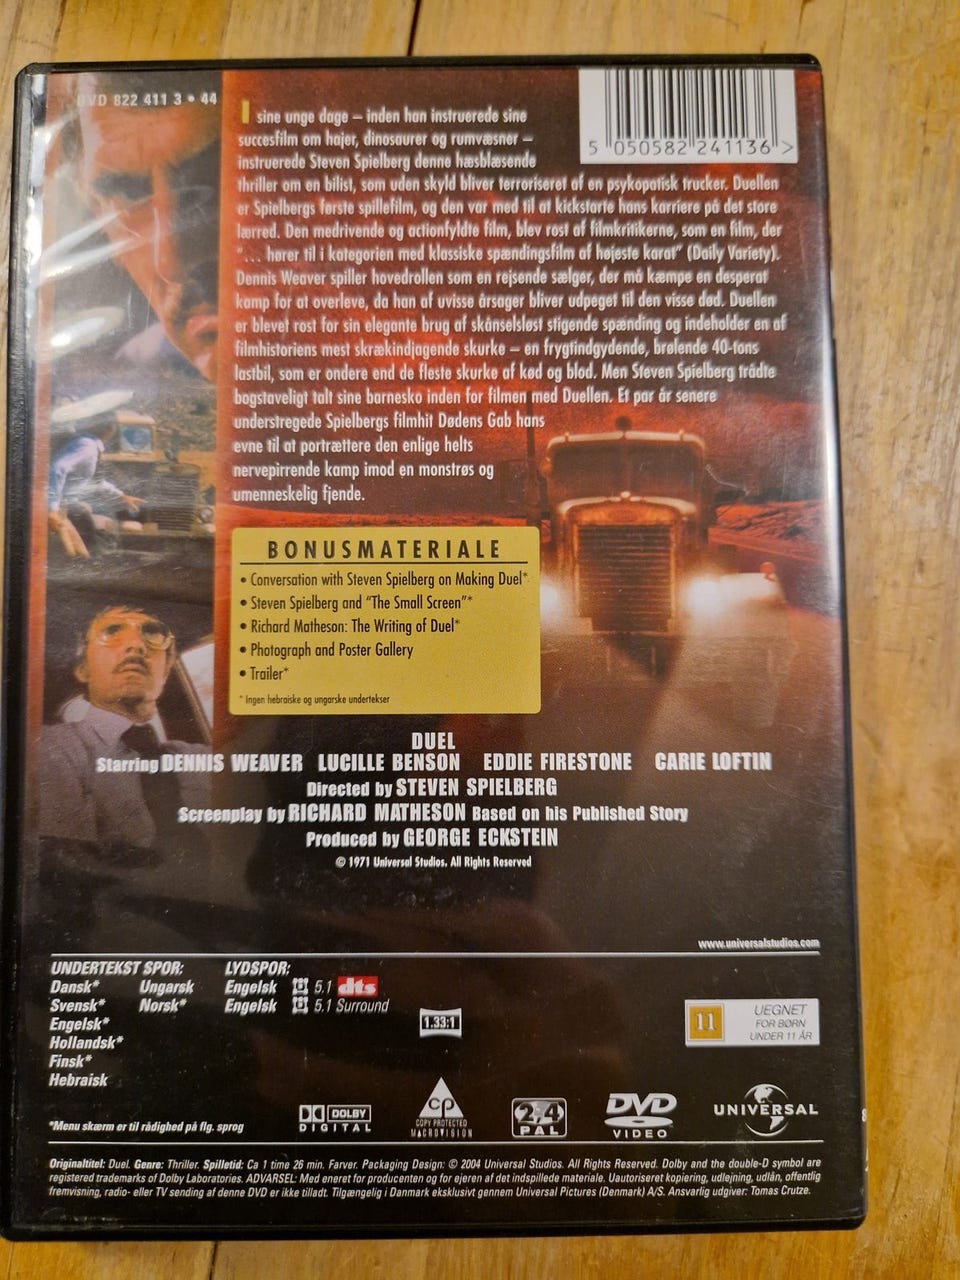 DVD 822 411 3 • 44
5 050582 241136 >
I sine unge dage – inden han instruerede sine
succesfilm om hajer, dinosaurer og rumvæsner –
instruerede Steven Spielberg denne hæsblæsende
thriller om en bilist, som uden skyld bliver terroriseret af en psykopatisk trucker. Duellen
er Spielbergs første spillefilm, og den var med til at kickstarte hans karriere på det store
lærred. Den medrivende og actionfyldte film, blev rost af filmkritikerne, som en film, der
"... hører til i kategorien med klassiske spændingsfilm af højeste karat" (Daily Variety).
Dennis Weaver spiller hovedrollen som en rejsende sælger, der må kæmpe en desperat
kamp for at overleve, da han af uvisse årsager bliver udpeget til den visse død. Duellen
er blevet rost for sin elegante brug af skånselsløst stigende spænding og indeholder en af
filmhistoriens mest skrækindjagende skurke – en frygtindgydende, brølende 40-tons
lastbil, som er ondere end de fleste skurke af kød og blod. Men Steven Spielberg trådte
bogstaveligt talt sine barnesko inden for filmen med Duellen. Et par år senere
understregede Spielbergs filmhit Dødens Gab hans
evne til at portrættere den enlige helts
nervepirrende kamp imod en monstrøs og
umenneskelig fjende.
BONUSMATERIALE
• Conversation with Steven Spielberg on Making Duel*
• Steven Spielberg and "The Small Screen"*
• Richard Matheson: The Writing of Duel*
• Photograph and Poster Gallery
• Trailer*
* Ingen hebraiske og ungarske undertekser
DUEL
Starring DENNIS WEAVER LUCILLE BENSON EDDIE FIRESTONE CARIE LOFTIN
Directed by STEVEN SPIELBERG
Screenplay by RICHARD MATHESON Based on his Published Story
Produced by GEORGE ECKSTEIN
© 1971 Universal Studios. All Rights Reserved
www.universalstudios.com
UNDERTEKST SPOR: LYDSPOR:
Dansk* Ungarsk Engelsk 5.1 dts
Svensk* Norsk* Engelsk 5.1 Surround
Engelsk*
Hollandsk*
Finsk*
Hebraisk
1.33:1
11
UEGNET
FOR BØRN
UNDER 11 ÅR
*Menu skærm er til rådighed på flg. sprog
DOLBY
DIGITAL
CP
COPY PROTECTED
MACROVISION
2,4
PAL
DVD
VIDEO
UNIVERSAL
Originaltitel: Duel. Genre: Thriller. Spilletid: Ca 1 time 26 min. Farver. Packaging Design: © 2004 Universal Studios. All Rights Reserved. Dolby and the double-D symbol are
registered trademarks of Dolby Laboratories. ADVARSEL: Med eneret for producenten og for ejeren af det indspillede materiale. Uautoriseret kopiering, udlejning, udlån, offentlig
fremvisning, radio- eller TV sending af denne DVD er ikke tilladt. Tilgængelig i Danmark eksklusivt gennem Universal Pictures (Denmark) A/S. Ansvarlig udgiver: Tomas Crutze.